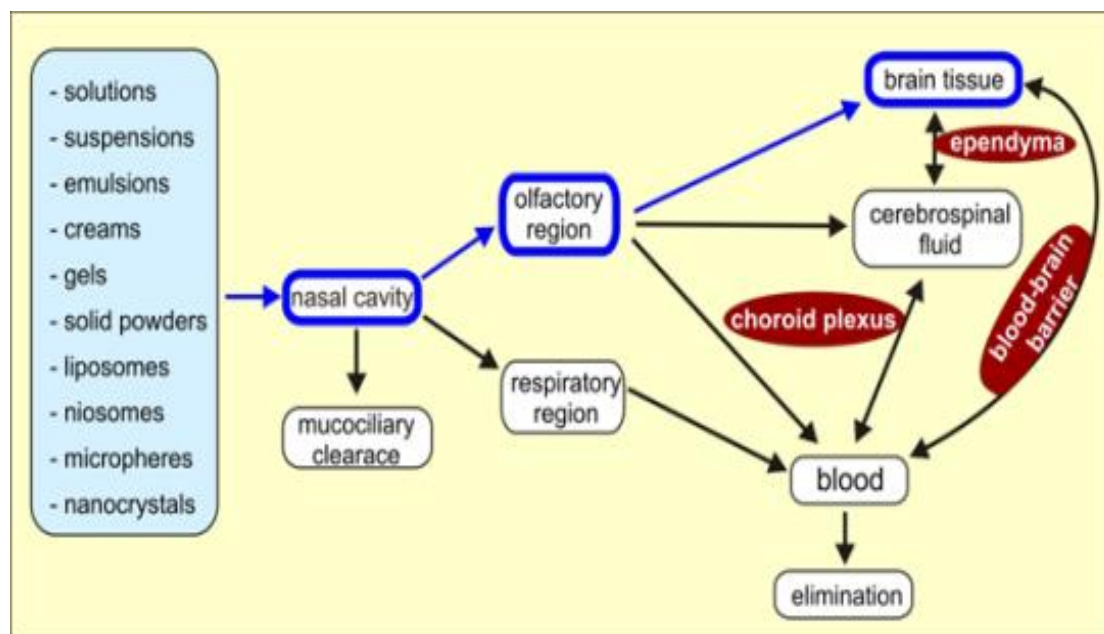 - solutions
- suspensions
- emulsions
- creams
- gels
- solid powders
- liposomes
- niosomes
- micropheres
- nanocrystals
nasal cavity
mucociliary
clearace
olfactory
region
respiratory
region
brain tissue
ependyma
cerebrospinal
fluid
choroid plexus
blood-brain
barrier
blood
elimination